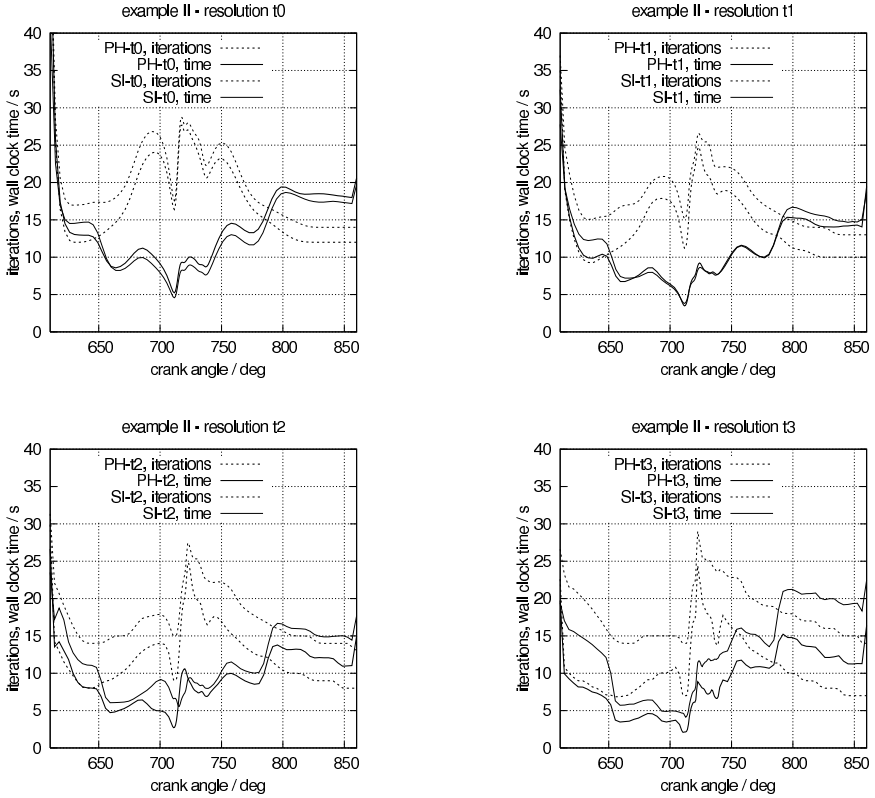 example II - resolution t0
PH-t0, iterations
PH-t0, time
SI-t0, iterations
SI-t0, time
iterations, wall clock time / s
40
35
30
25
20
15
10
5
0
650
700
750
800
850
crank angle / deg
example II - resolution t1
PH-t1, iterations
PH-t1, time
SI-t1, iterations
SI-t1, time
iterations, wall clock time / s
40
35
30
25
20
15
10
5
0
650
700
750
800
850
crank angle / deg
example II - resolution t2
PH-t2, iterations
PH-t2, time
SI-t2, iterations
SI-t2, time
iterations, wall clock time / s
40
35
30
25
20
15
10
5
0
650
700
750
800
850
crank angle / deg
example II - resolution t3
PH-t3, iterations
PH-t3, time
SI-t3, iterations
SI-t3, time
iterations, wall clock time / s
40
35
30
25
20
15
10
5
0
650
700
750
800
850
crank angle / deg